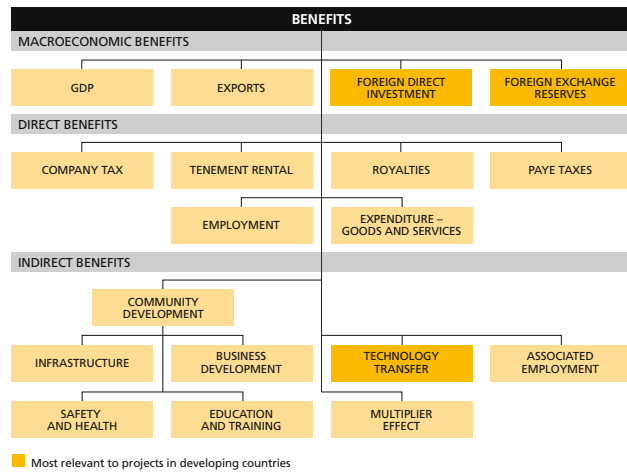 BENEFITS
MACROECONOMIC BENEFITS
GDP
EXPORTS
FOREIGN DIRECT
INVESTMENT
FOREIGN EXCHANGE
RESERVES
DIRECT BENEFITS
COMPANY TAX
TENEMENT RENTAL
ROYALTIES
PAYE TAXES
EMPLOYMENT
EXPENDITURE –
GOODS AND SERVICES
INDIRECT BENEFITS
COMMUNITY
DEVELOPMENT
INFRASTRUCTURE
BUSINESS
DEVELOPMENT
TECHNOLOGY
TRANSFER
ASSOCIATED
EMPLOYMENT
SAFETY
AND HEALTH
EDUCATION
AND TRAINING
MULTIPLIER
EFFECT
Most relevant to projects in developing countries